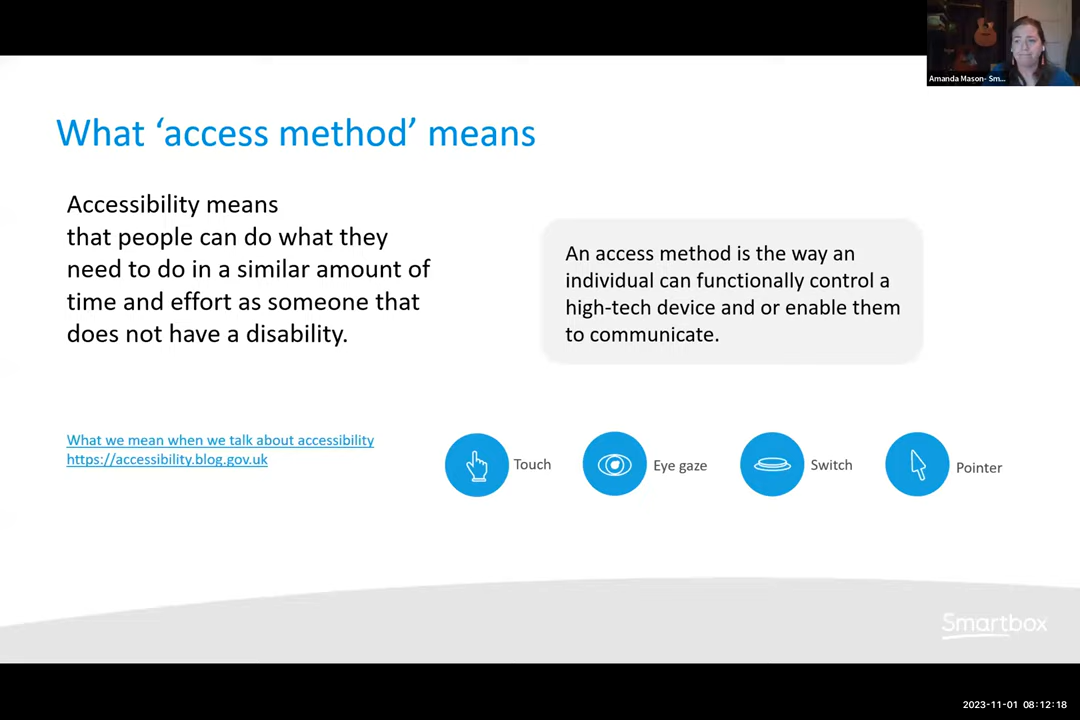 Amanda Mason- Sm...
What ‘access method’ means
Accessibility means
that people can do what they
need to do in a similar amount of
time and effort as someone that
does not have a disability.
An access method is the way an
individual can functionally control a
high-tech device and or enable them
to communicate.
What we mean when we talk about accessibility
https://accessibility.blog.gov.uk
Touch
Eye gaze
Switch
Pointer
Smartbox
2023-11-01 08:12:18